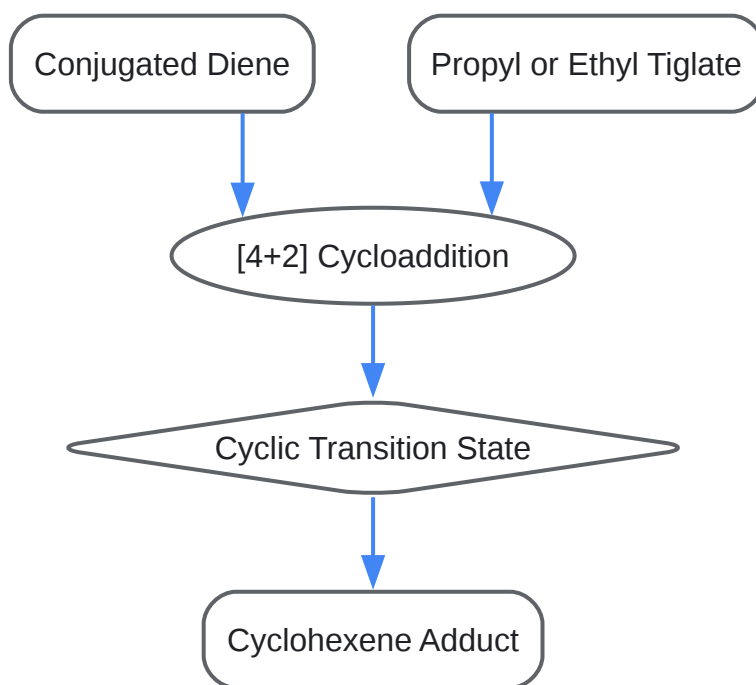 Conjugated Diene
Propyl or Ethyl Tiglate
[4+2] Cycloaddition
Cyclic Transition State
Cyclohexene Adduct